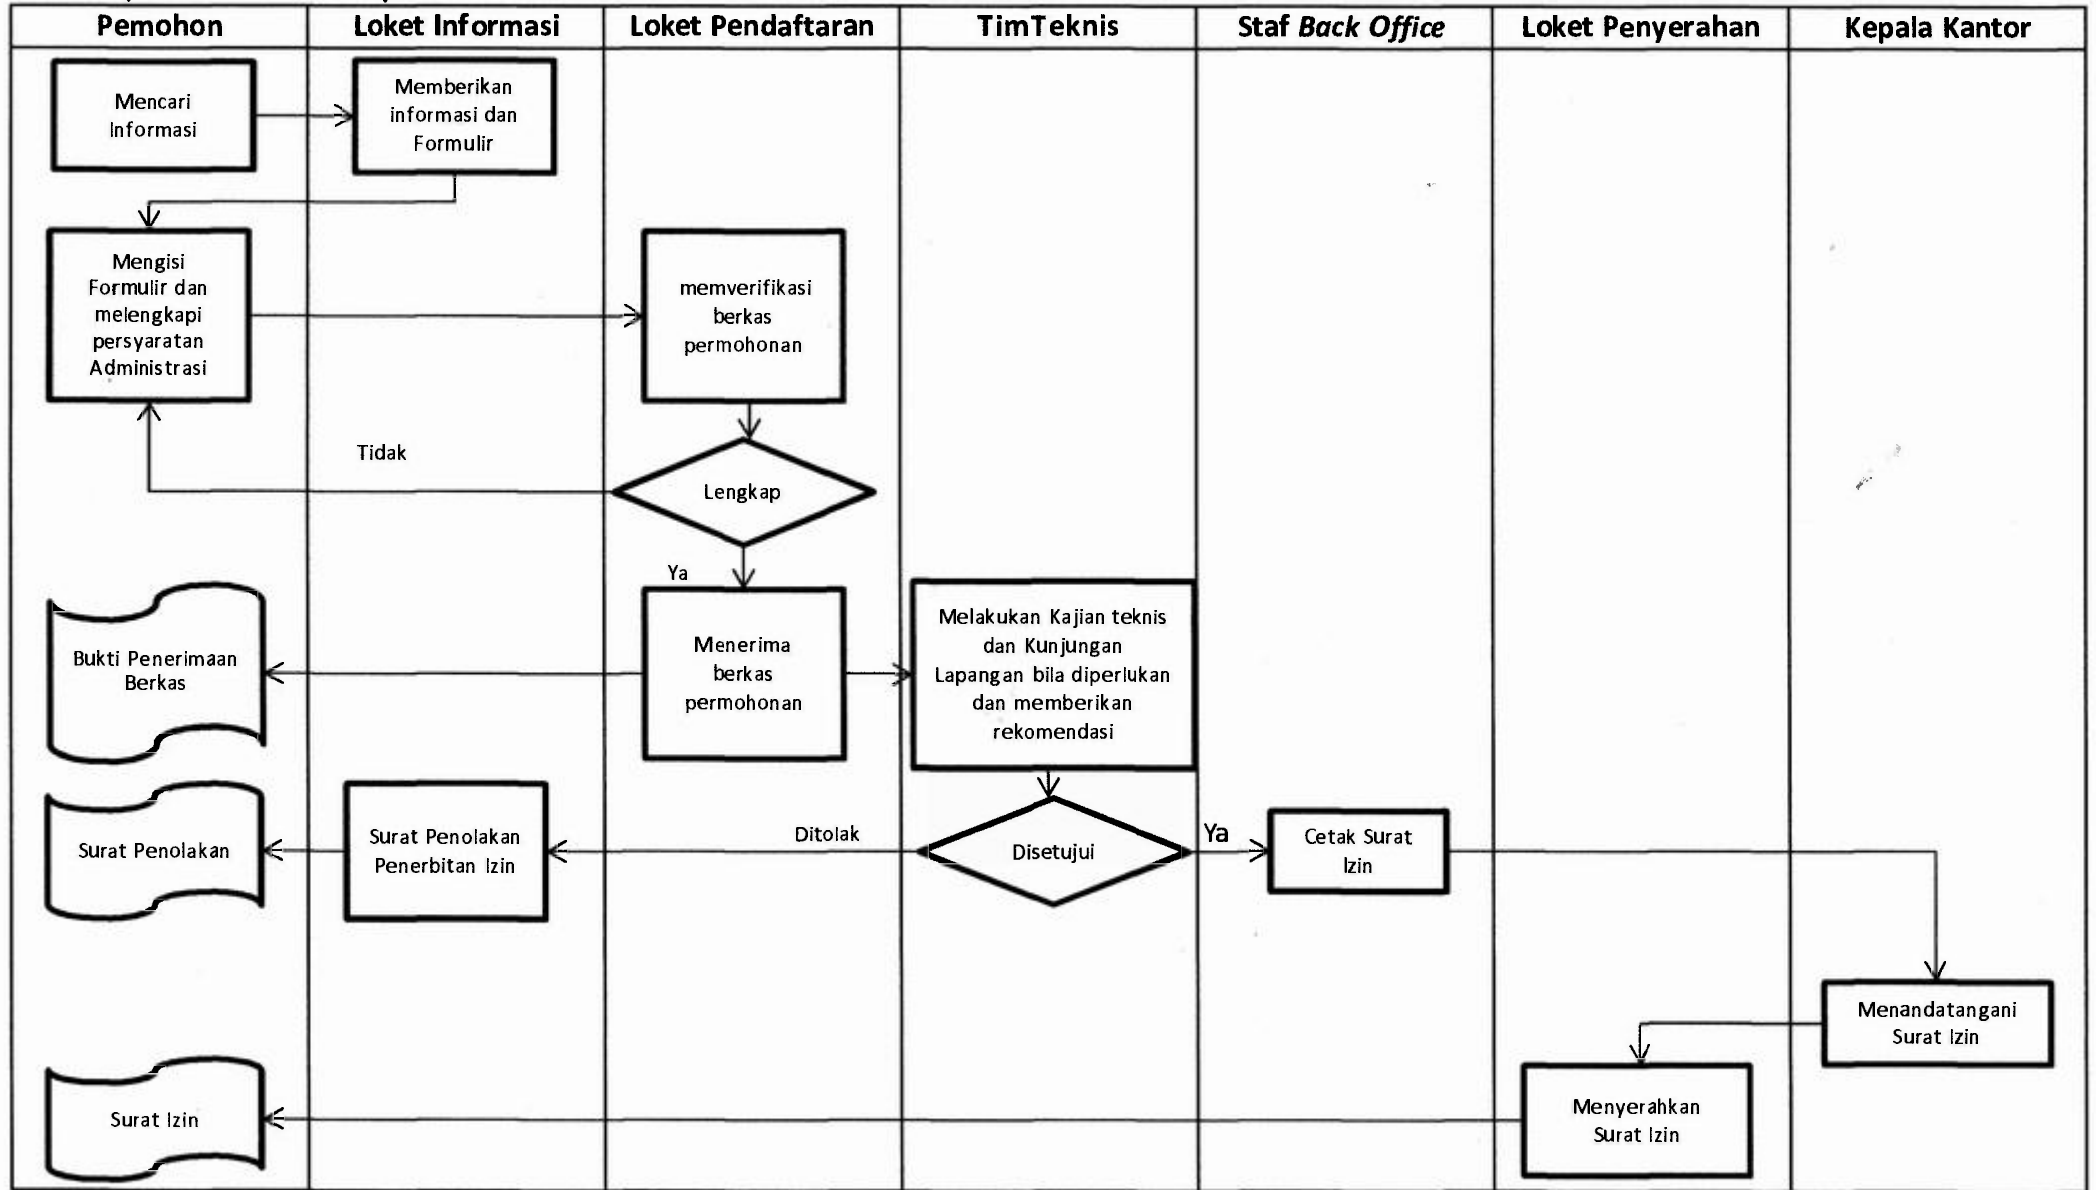 Pemohon
Loket Informasi
Loket Pendaftaran
TimTeknis
Staf Back Office
Loket Penyerahan
Kepala Kantor
Mencari
Informasi
Memberikan
informasi dan
Formulir
Mengisi
Formulir dan
melengkapi
persyaratan
Administrasi
memverifikasi
berkas
permohonan
Tidak
Lengkap
Ya
Bukti Penerimaan
Berkas
Menerima
berkas
permohonan
Melakukan Kajian teknis
dan Kunjungan
Lapangan bila diperlukan
dan memberikan
rekomendasi
Surat Penolakan
Surat Penolakan
Penerbitan Izin
Ditolak
Disetujui
Ya
Cetak Surat
Izin
Menandatangani
Surat Izin
Surat Izin
Menyerahkan
Surat Izin